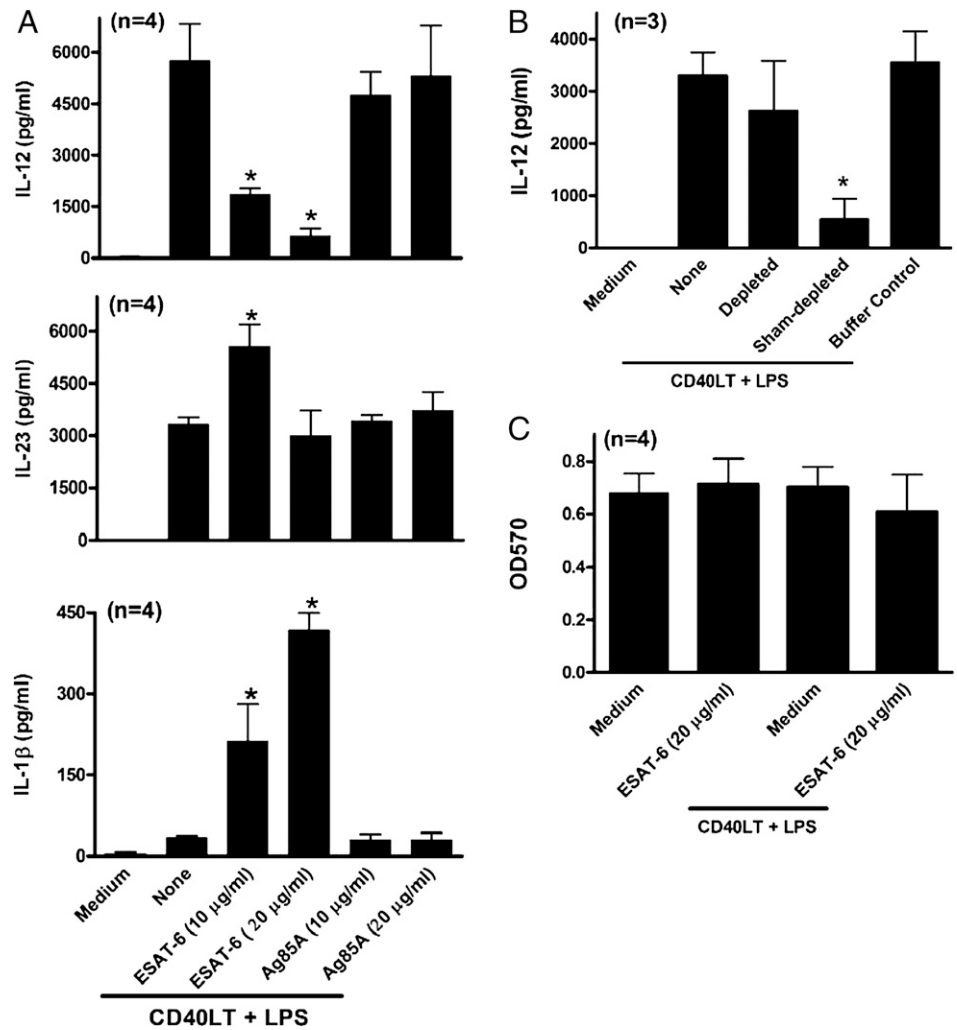 A
(n=4)
IL-12 (pg/ml)
6000
4500
3000
1500
0
*
*
(n=4)
IL-23 (pg/ml)
6000
4500
3000
1500
0
*
(n=4)
IL-1β (pg/ml)
450
300
150
0
*
*
Medium
None
ESAT-6 (10 μg/ml)
ESAT-6 ( 20 μg/ml)
Ag85A (10 μg/ml)
Ag85A (20 μg/ml)
CD40LT + LPS
B
(n=3)
IL-12 (pg/ml)
4000
3000
2000
1000
0
*
Medium
None
Depleted
Sham-depleted
Buffer Control
CD40LT + LPS
C
(n=4)
OD570
0.8
0.6
0.4
0.2
0.0
Medium
ESAT-6 (20 μg/ml)
Medium
ESAT-6 (20 μg/ml)
CD40LT + LPS